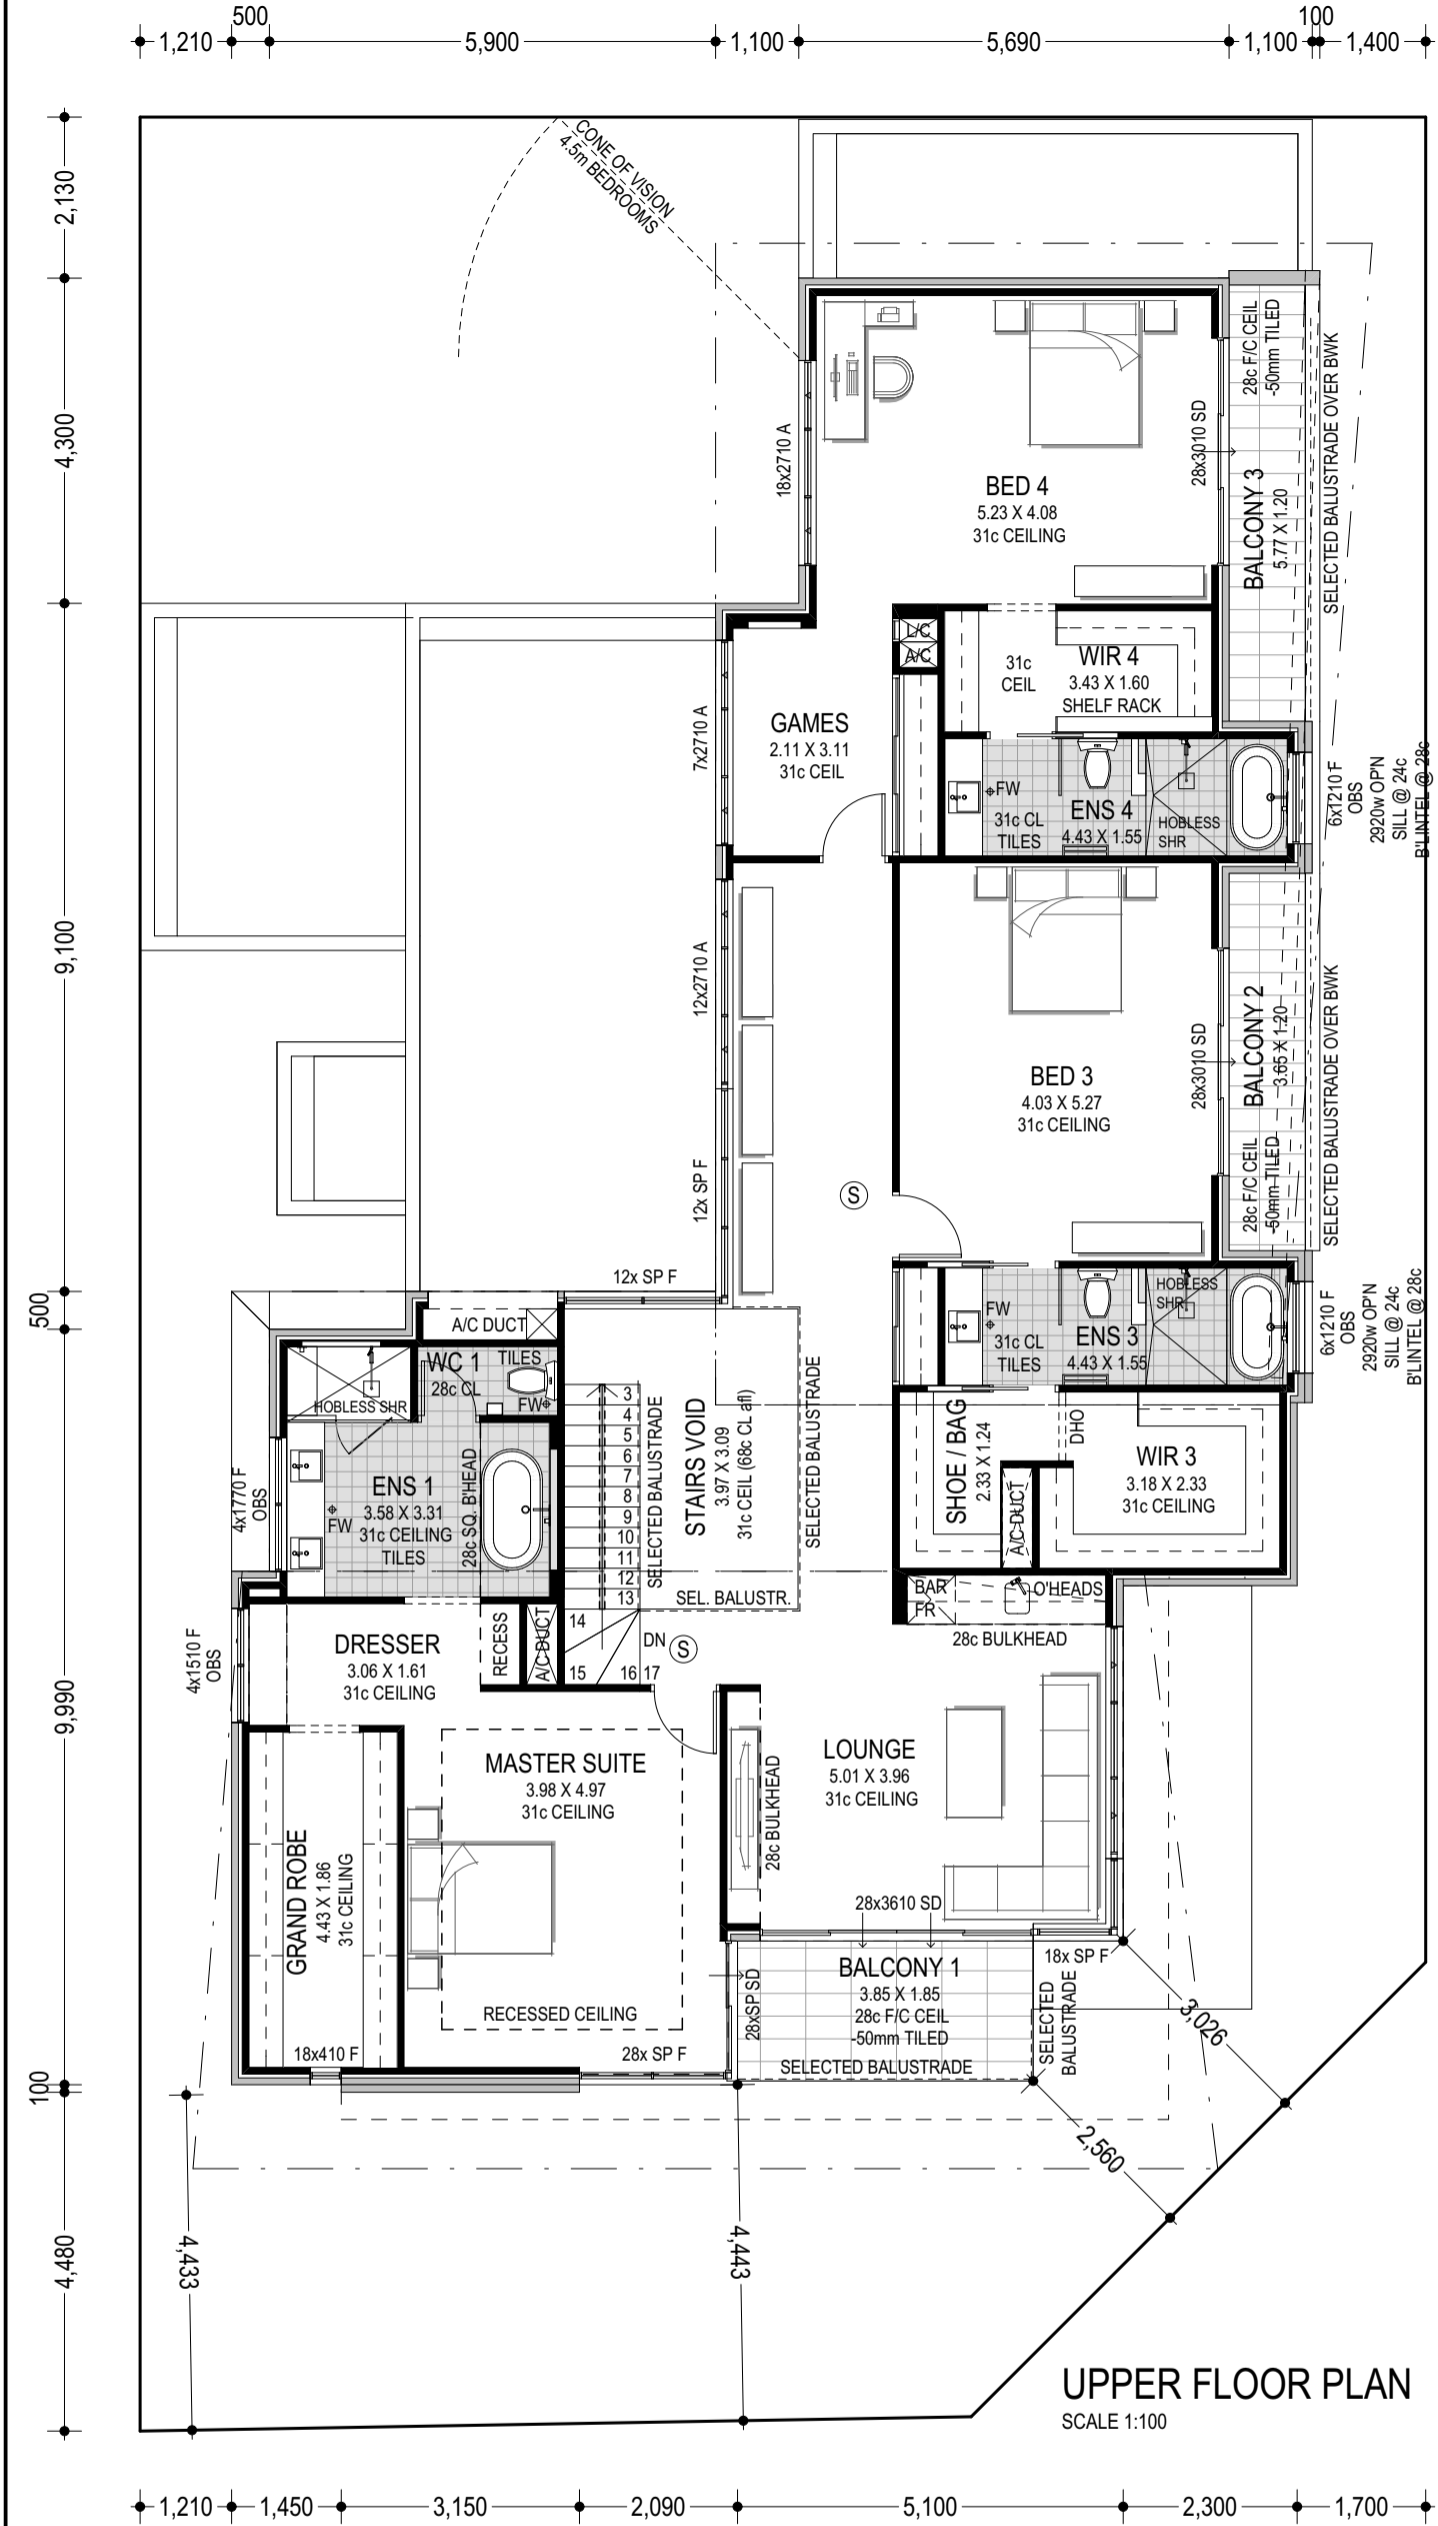 500
100
1,210
5,900
1,100
5,690
1,100
1,400
2,130
4,300
9,100
500
9,990
100
4,480
CONE OF VISION
4.5m BEDROOMS
18x2710 A
BED 4
5.23 X 4.08
31c CEILING
28x3010 SD
28c F/C CEIL
-50mm TILED
BALCONY 3
5.77 X 1.20
SELECTED BALUSTRADE OVER BWK
L/C
A/C
31c
CEIL
WIR 4
3.43 X 1.60
SHELF RACK
GAMES
2.11 X 3.11
31c CEIL
7x2710 A
FW
31c CL
TILES
ENS 4
4.43 X 1.55
HOBLESS
SHR
6x1210 F
OBS
2920w OP'N
SILL @ 24c
B'LINTEL @ 28c
12x2710 A
BED 3
4.03 X 5.27
31c CEILING
28x3010 SD
BALCONY 2
3.65 X 1.20
28c F/C CEIL
-50mm TILED
SELECTED BALUSTRADE OVER BWK
12x SP F
S
12x SP F
FW
31c CL
TILES
ENS 3
4.43 X 1.55
HOBLESS
SHR
6x1210 F
OBS
2920w OP'N
SILL @ 24c
B'LINTEL @ 28c
A/C DUCT
WC 1
28c CL
TILES
FW
HOBLESS SHR
4x1770 F
OBS
ENS 1
3.58 X 3.31
31c CEILING
TILES
FW
28c SQ. B'HEAD
3
4
5
6
7
8
9
10
11
12
13
14
15
16
17
SELECTED BALUSTRADE
STAIRS VOID
3.97 X 3.09
31c CEIL (68c CL afl)
SELECTED BALUSTRADE
SEL. BALUSTR.
DN
S
SHOE / BAG
2.33 X 1.24
DHO
A/C DUCT
WIR 3
3.18 X 2.33
31c CEILING
BAR
FR
O'HEADS
28c BULKHEAD
4x1510 F
OBS
DRESSER
3.06 X 1.61
31c CEILING
RECESS
A/C DUCT
MASTER SUITE
3.98 X 4.97
31c CEILING
RECESSED CEILING
GRAND ROBE
4.43 X 1.86
31c CEILING
18x410 F
28x SP F
28c BULKHEAD
LOUNGE
5.01 X 3.96
31c CEILING
28x3610 SD
28xSP SD
BALCONY 1
3.85 X 1.85
28c F/C CEIL
-50mm TILED
SELECTED BALUSTRADE
18x SP F
SELECTED
BALUSTRADE
3,026
2,560
4,433
4,443
UPPER FLOOR PLAN
SCALE 1:100
1,210
1,450
3,150
2,090
5,100
2,300
1,700